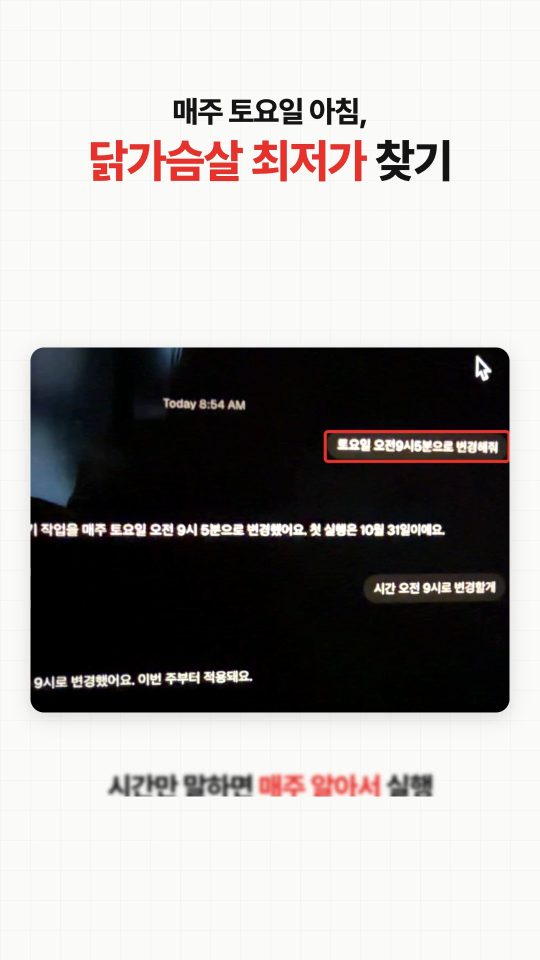 매주 토요일 아침,
닭가슴살 최저가 찾기
Today 8:54 AM
토요일 오전9시5분으로 변경해줘
기 작업을 매주 토요일 오전 9시 5분으로 변경했어요. 첫 실행은 10월 31일이에요.
시간 오전 9시로 변경할게
9시로 변경했어요. 이번 주부터 적용돼요.
시간만 말하면 매주 알아서 실행